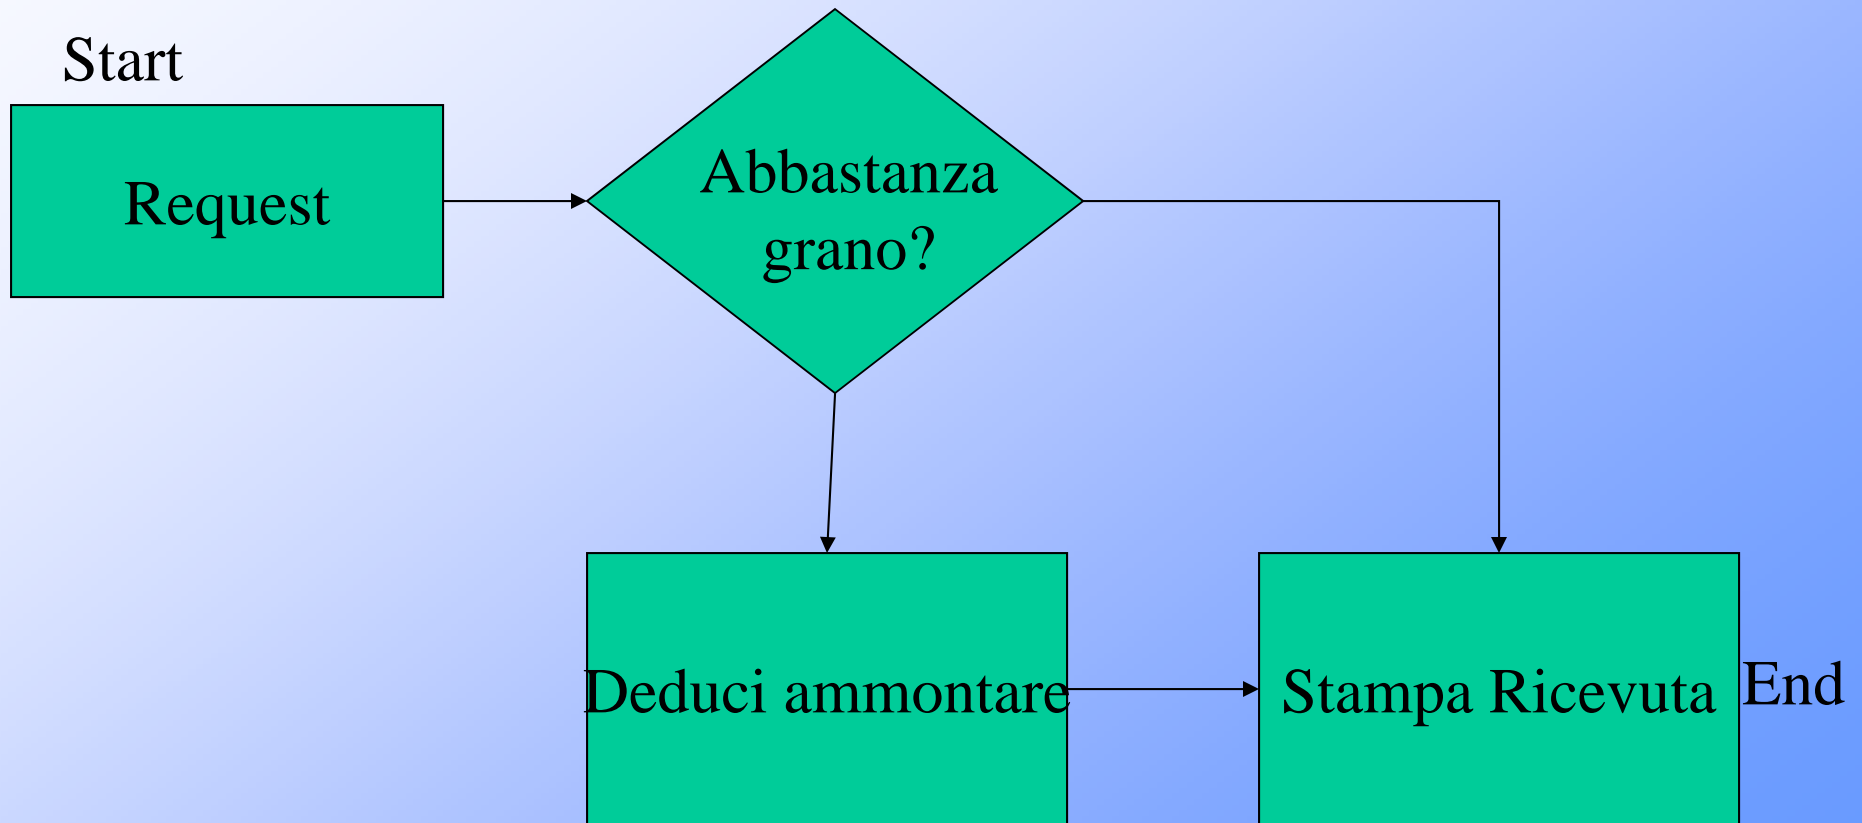 Start
Request
Abbastanza
grano?
Deduci ammontare
Stampa Ricevuta
End